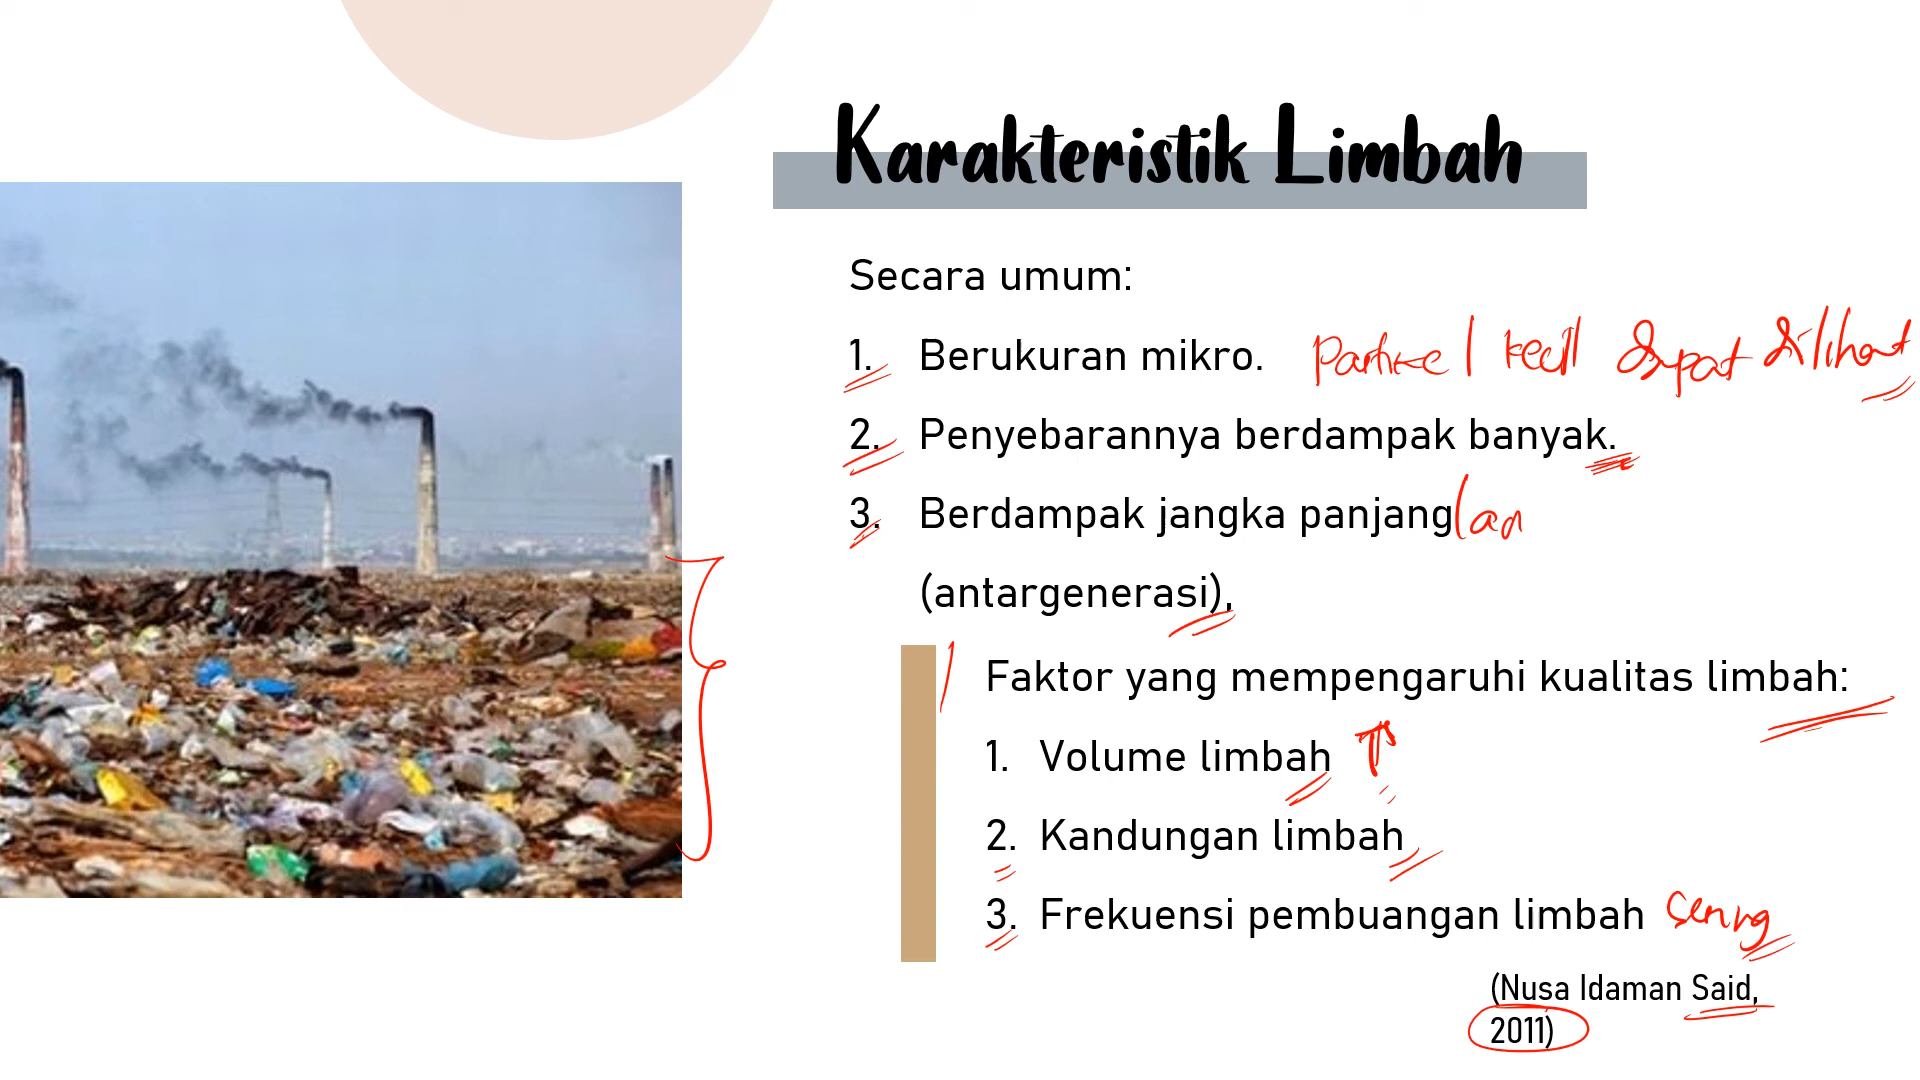 Karakteristik Limbah
Secara umum:
1. Berukuran mikro. Partikel kecil dapat dilihat
2. Penyebarannya berdampak banyak.
3. Berdampak jangka panjang lan
(antargenerasi).
Faktor yang mempengaruhi kualitas limbah:
1. Volume limbah ↑
2. Kandungan limbah
3. Frekuensi pembuangan limbah sering
(Nusa Idaman Said,
2011)